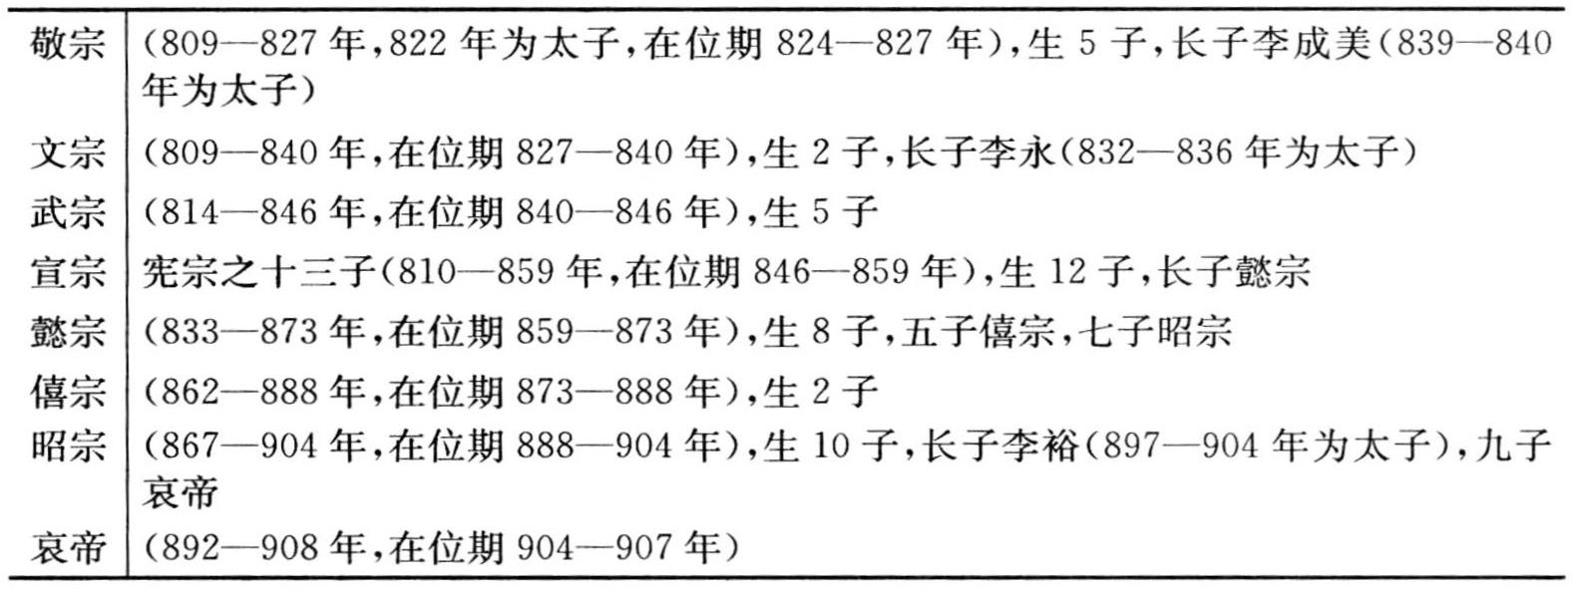 敬宗 (809—827 年,822 年为太子,在位期 824—827 年),生 5 子,长子李成美(839—840
年为太子)
文宗 (809—840 年,在位期 827—840 年),生 2 子,长子李永(832—836 年为太子)
武宗 (814—846 年,在位期 840—846 年),生 5 子
宣宗 宪宗之十三子(810—859 年,在位期 846—859 年),生 12 子,长子懿宗
懿宗 (833—873 年,在位期 859—873 年),生 8 子,五子僖宗,七子昭宗
僖宗 (862—888 年,在位期 873—888 年),生 2 子
昭宗 (867—904 年,在位期 888—904 年),生 10 子,长子李裕(897—904 年为太子),九子
哀帝
哀帝 (892—908 年,在位期 904—907 年)